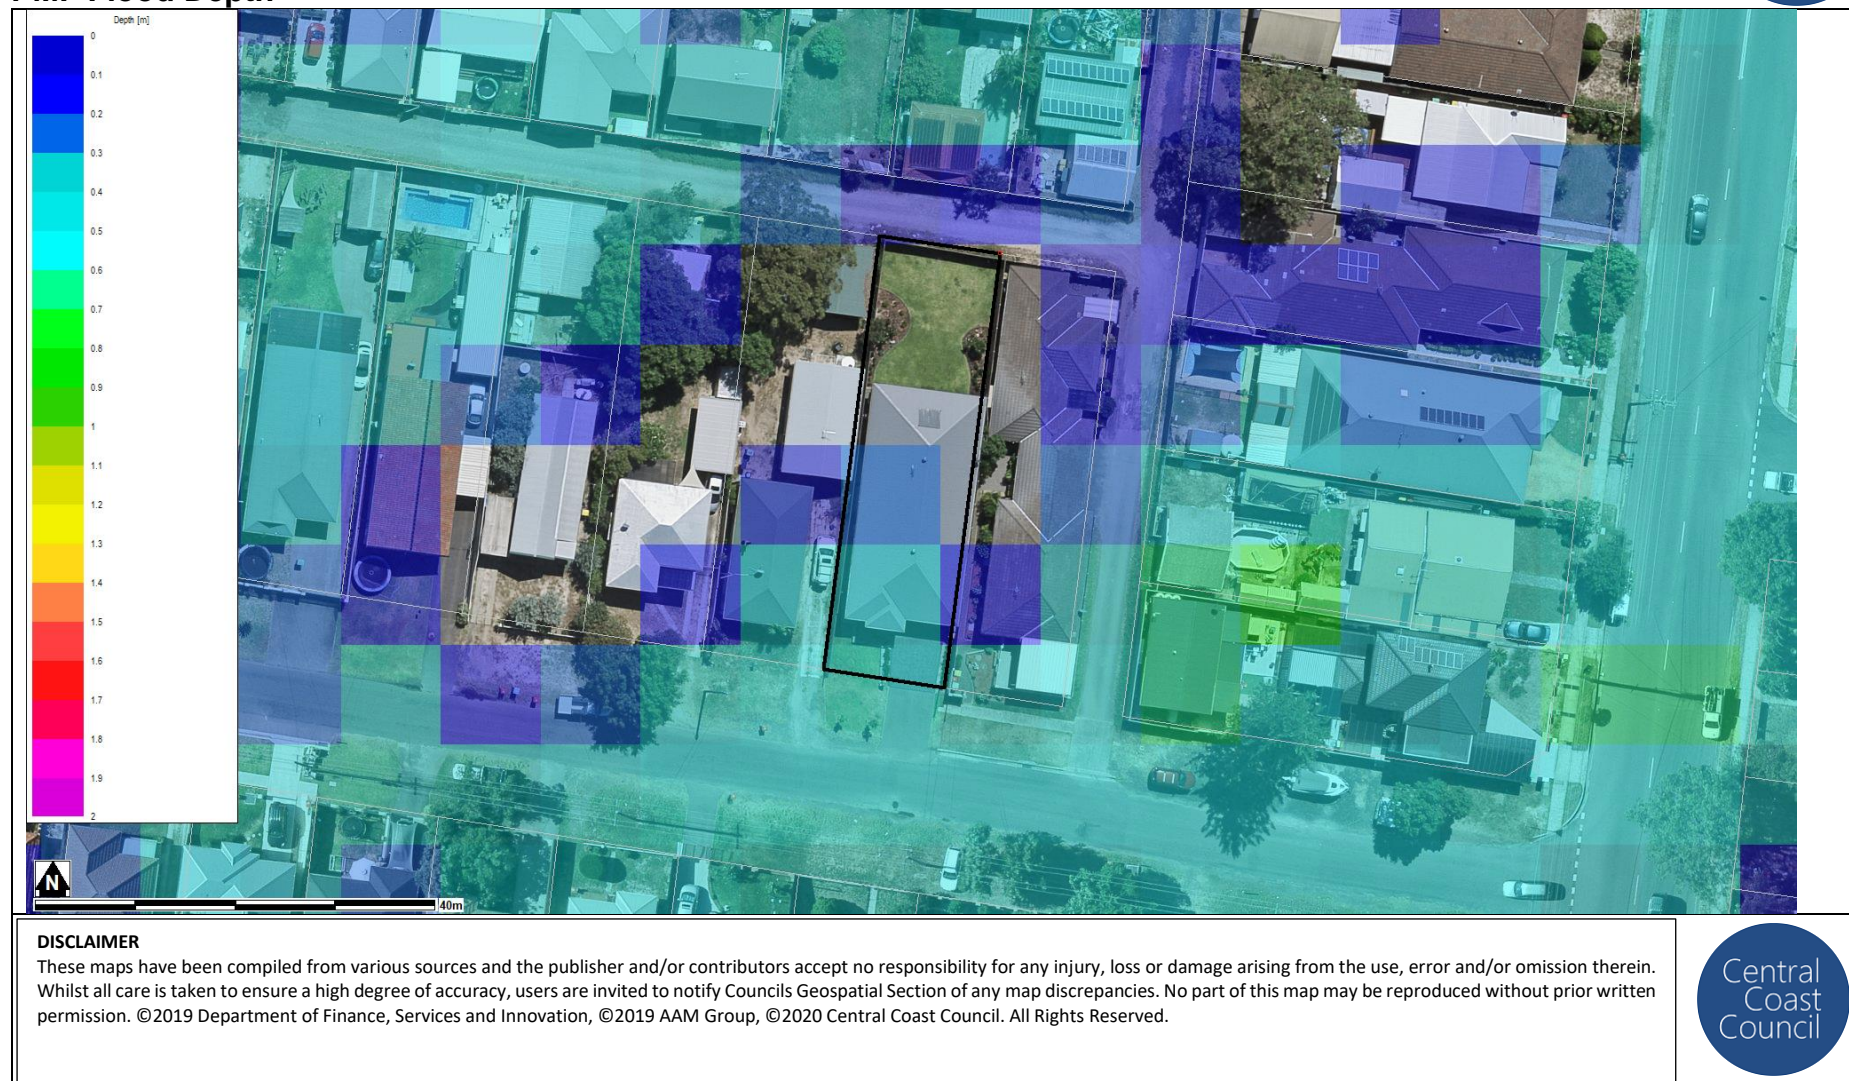 PMF Flood Depth
Depth [m]
0
0.1
0.2
0.3
0.4
0.5
0.6
0.7
0.8
0.9
1
1.1
1.2
1.3
1.4
1.5
1.6
1.7
1.8
1.9
2
N
40m
DISCLAIMER
These maps have been compiled from various sources and the publisher and/or contributors accept no responsibility for any injury, loss or damage arising from the use, error and/or omission therein.
Whilst all care is taken to ensure a high degree of accuracy, users are invited to notify Councils Geospatial Section of any map discrepancies. No part of this map may be reproduced without prior written
permission. ©2019 Department of Finance, Services and Innovation, ©2019 AAM Group, ©2020 Central Coast Council. All Rights Reserved.
Central
Coast
Council